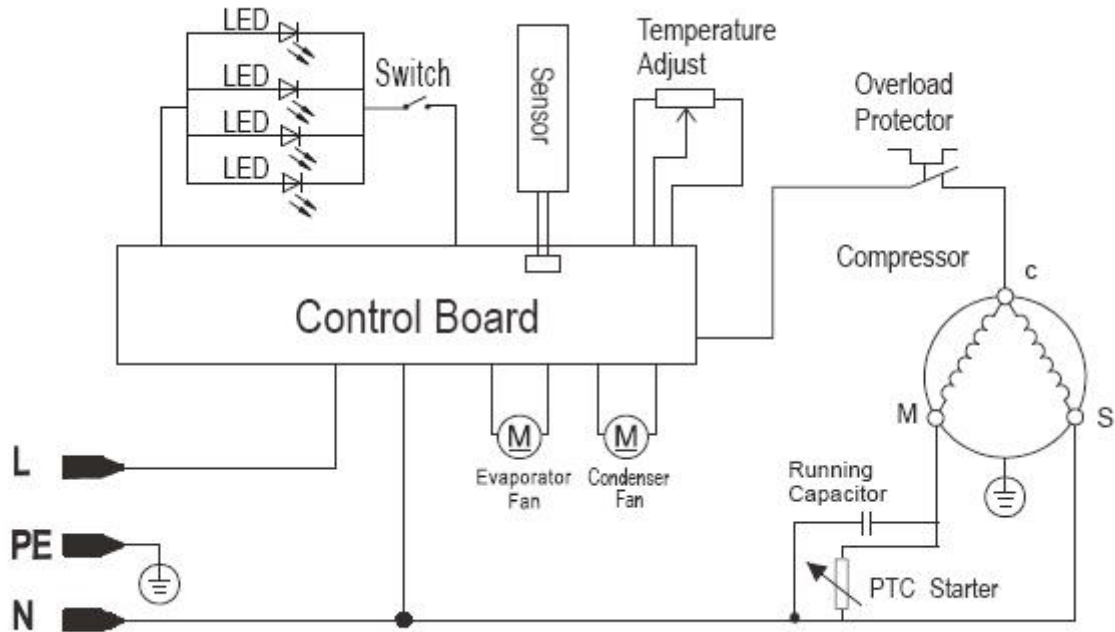 LED
LED
LED
LED
Switch
Sensor
Temperature
Adjust
Overload
Protector
Control Board
Compressor
c
M
S
M
Evaporator
Fan
M
Condenser
Fan
Running
Capacitor
PTC Starter
L
PE
N